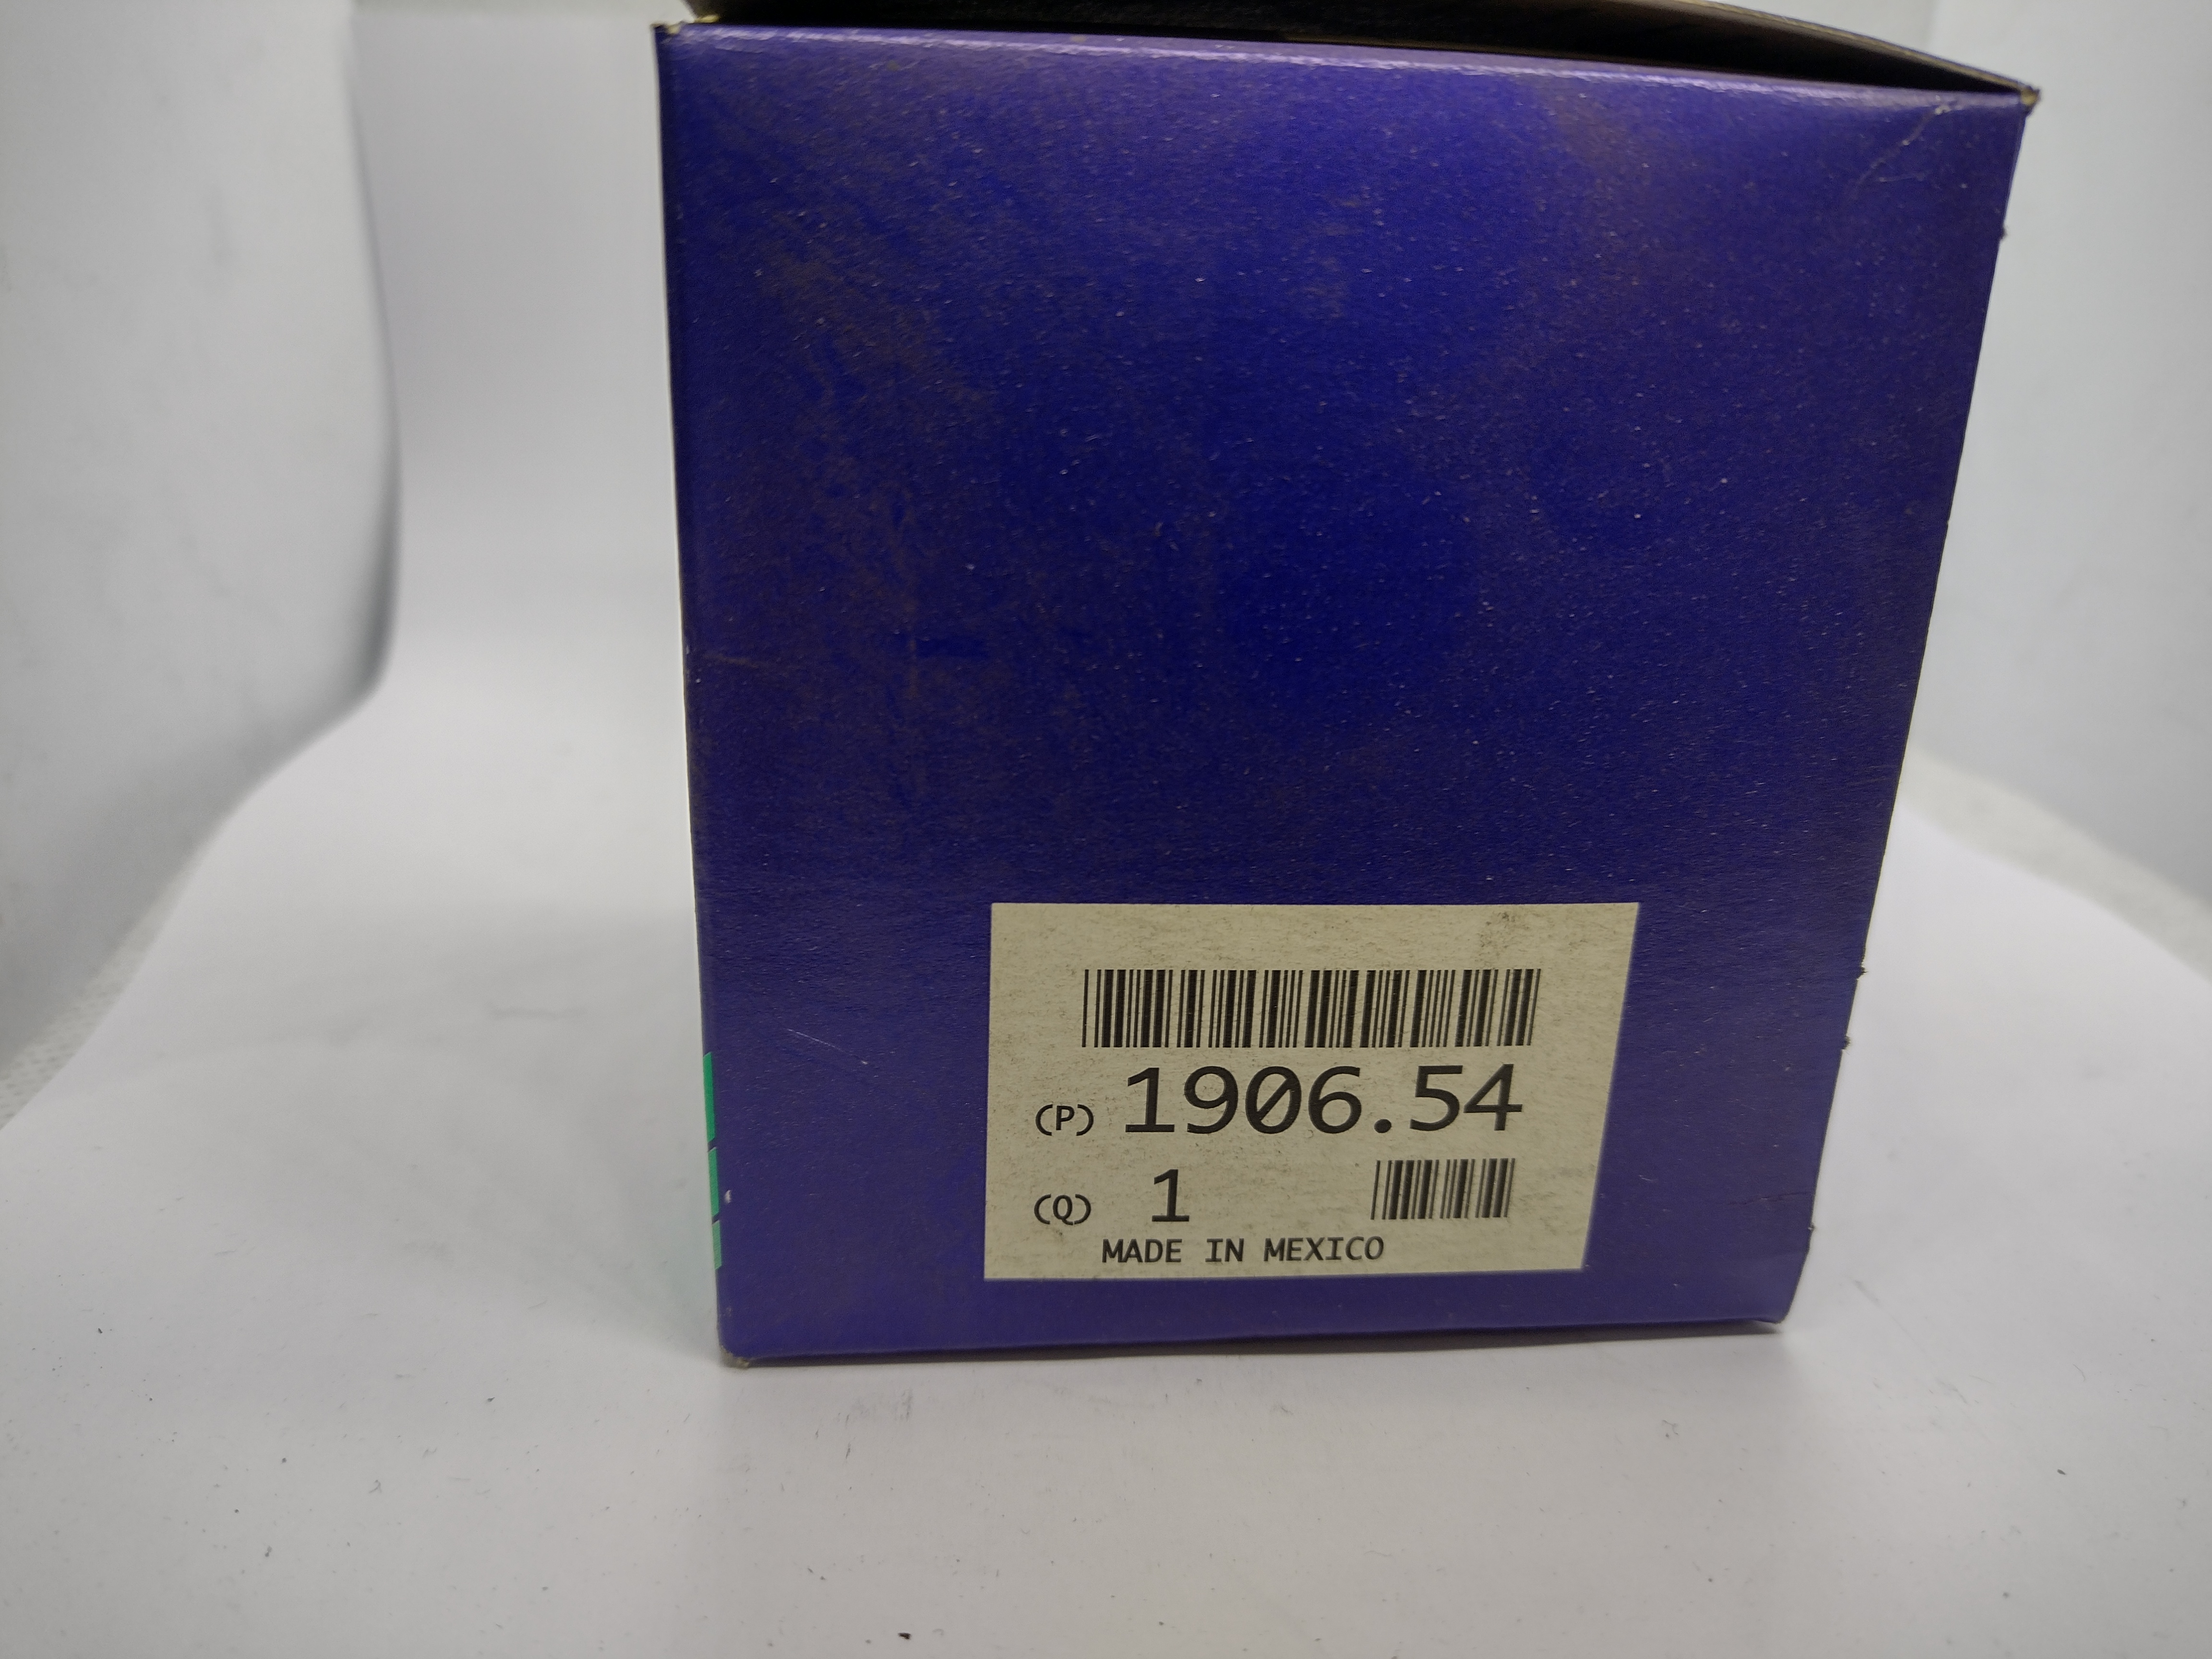 (P) 1906.54
(Q) 1
MADE IN MEXICO